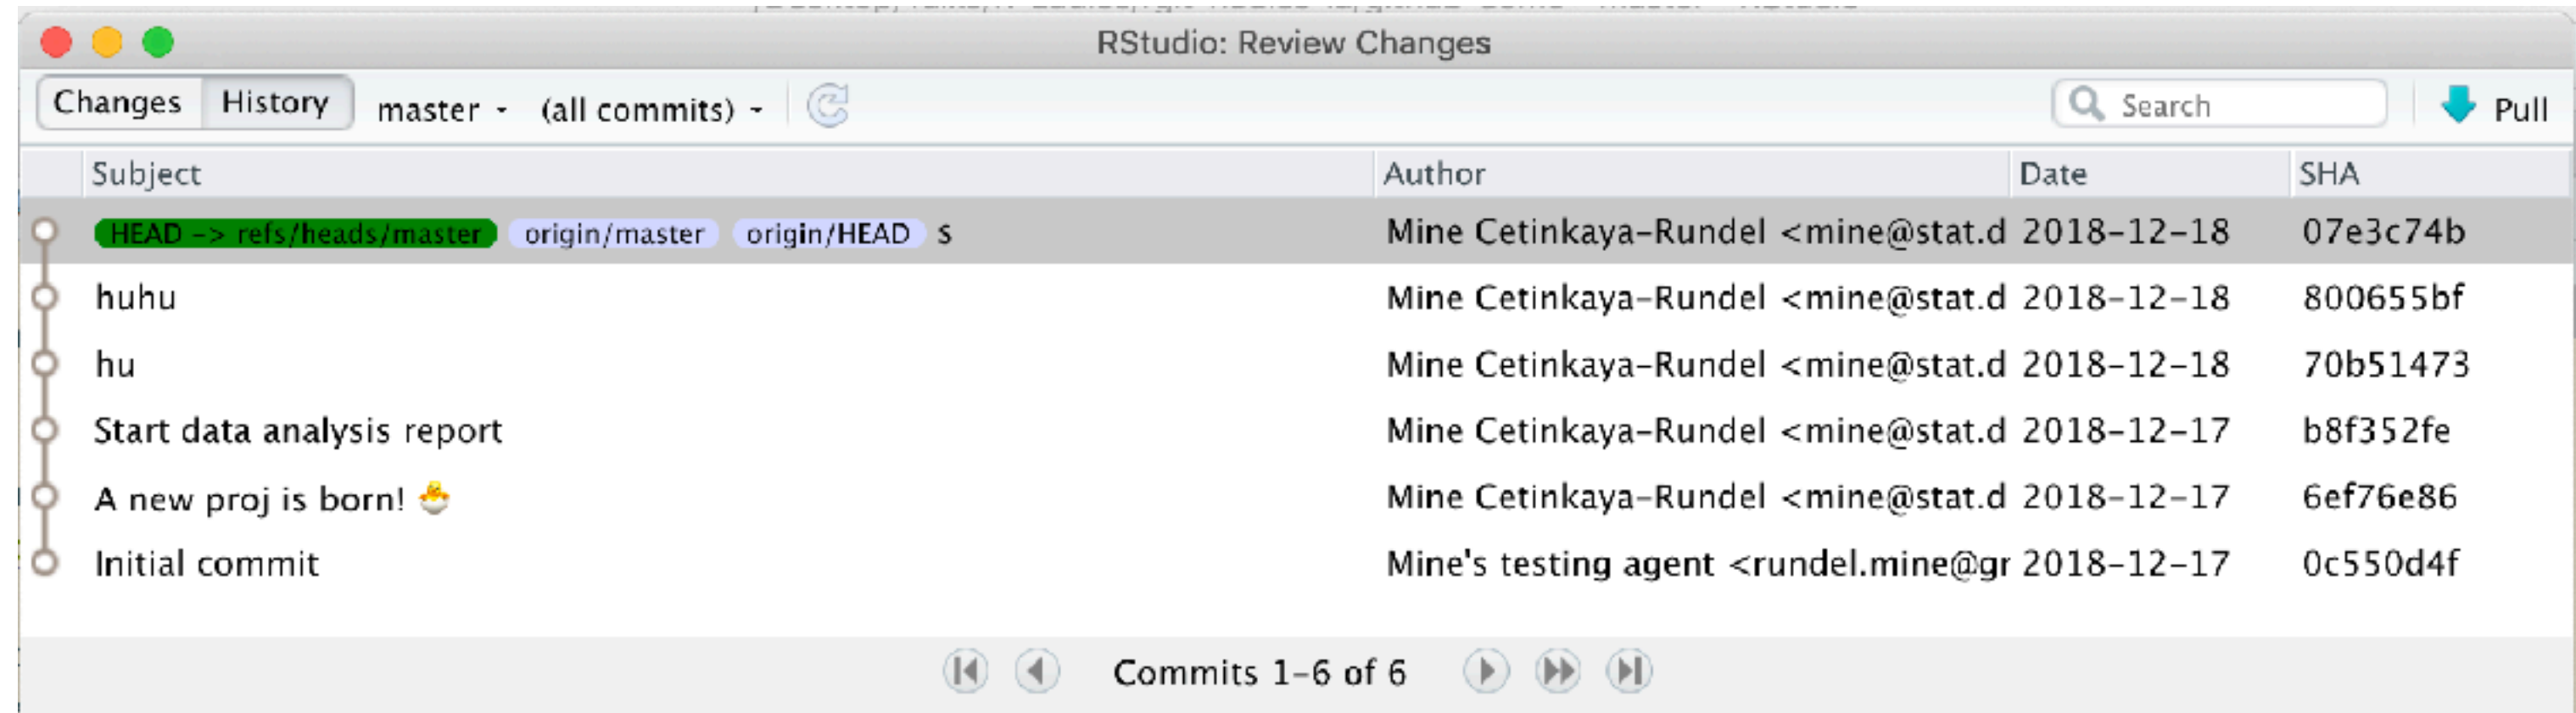 RStudio: Review Changes
Changes History master (all commits) Search Pull
Subject Author Date SHA
HEAD -> refs/heads/master origin/master origin/HEAD s Mine Cetinkaya-Rundel <mine@stat.d 2018-12-18 07e3c74b
huhu Mine Cetinkaya-Rundel <mine@stat.d 2018-12-18 800655bf
hu Mine Cetinkaya-Rundel <mine@stat.d 2018-12-18 70b51473
Start data analysis report Mine Cetinkaya-Rundel <mine@stat.d 2018-12-17 b8f352fe
A new proj is born! 🐣 Mine Cetinkaya-Rundel <mine@stat.d 2018-12-17 6ef76e86
Initial commit Mine's testing agent <rundel.mine@gr 2018-12-17 0c550d4f
Commits 1-6 of 6